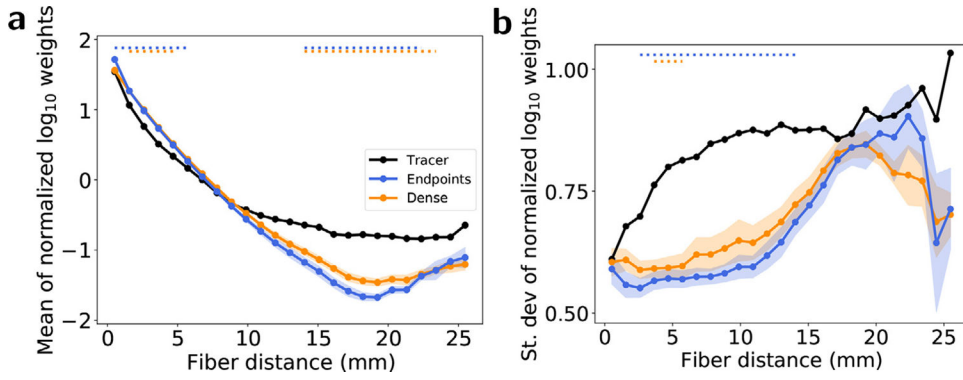 a
Mean of normalized log10 weights
2
1
0
−1
−2
0
5
10
15
20
25
Fiber distance (mm)
Tracer
Endpoints
Dense
b
St. dev of normalized log10 weights
1.00
0.75
0.50
0
5
10
15
20
25
Fiber distance (mm)